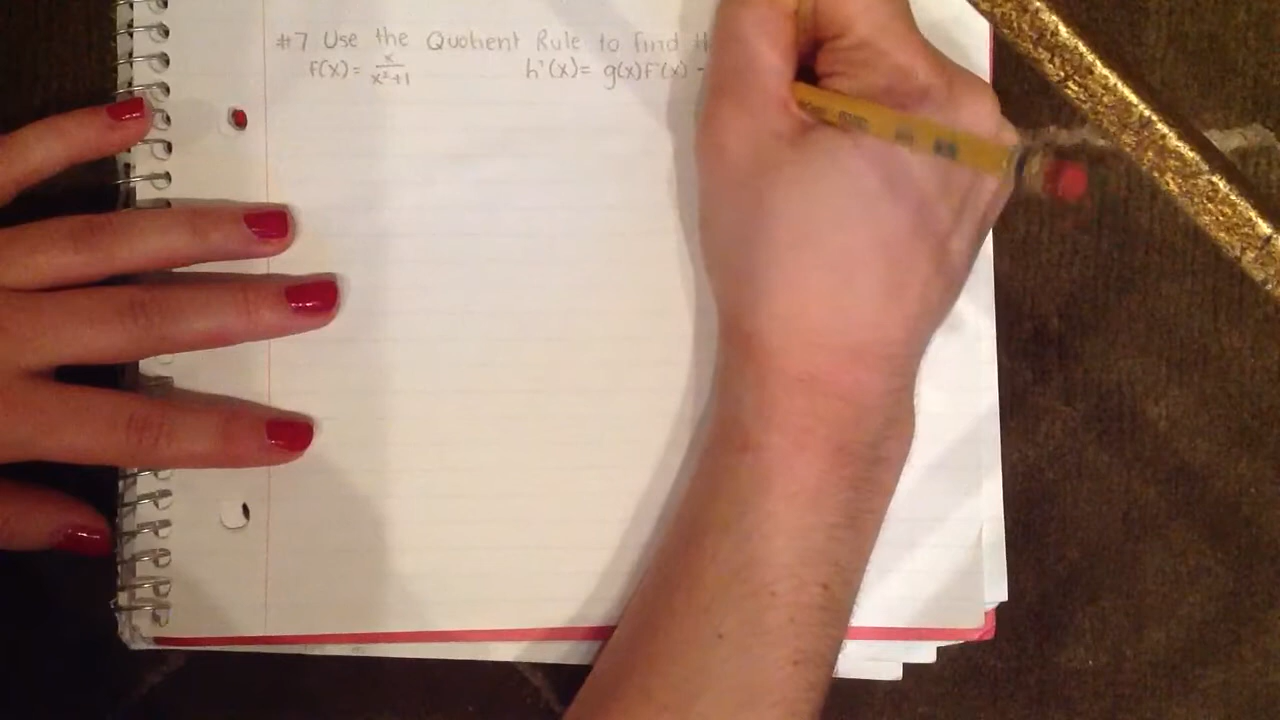 #7 Use the Quotient Rule to find
f(x) = x/x²+1 h'(x) = g(x)f'(x) -